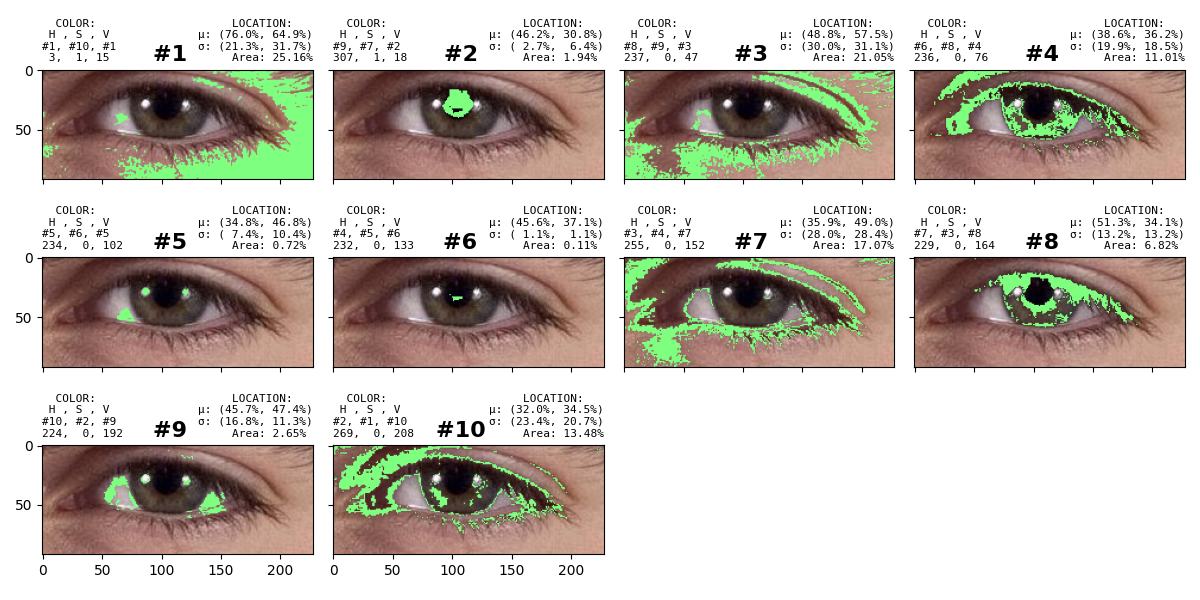 COLOR: LOCATION:
H , S , V μ: (76.0%, 64.9%)
#1, #10, #1 σ: (21.3%, 31.7%)
3, 1, 15 #1 Area: 25.16%
COLOR: LOCATION:
H , S , V μ: (46.2%, 30.8%)
#9, #7, #2 σ: ( 2.7%, 6.4%)
307, 1, 18 #2 Area: 1.94%
COLOR: LOCATION:
H , S , V μ: (48.8%, 57.5%)
#8, #9, #3 σ: (30.0%, 31.1%)
237, 0, 47 #3 Area: 21.05%
COLOR: LOCATION:
H , S , V μ: (38.6%, 36.2%)
#6, #8, #4 σ: (19.9%, 18.5%)
236, 0, 76 #4 Area: 11.01%
0
50
COLOR: LOCATION:
H , S , V μ: (34.8%, 46.8%)
#5, #6, #5 σ: ( 7.4%, 10.4%)
234, 0, 102 #5 Area: 0.72%
COLOR: LOCATION:
H , S , V μ: (45.6%, 37.1%)
#4, #5, #6 σ: ( 1.1%, 1.1%)
232, 0, 133 #6 Area: 0.11%
COLOR: LOCATION:
H , S , V μ: (35.9%, 49.0%)
#3, #4, #7 σ: (28.0%, 28.4%)
255, 0, 152 #7 Area: 17.07%
COLOR: LOCATION:
H , S , V μ: (51.3%, 34.1%)
#7, #3, #8 σ: (13.2%, 13.2%)
229, 0, 164 #8 Area: 6.82%
0
50
COLOR: LOCATION:
H , S , V μ: (45.7%, 47.4%)
#10, #2, #9 σ: (16.8%, 11.3%)
224, 0, 192 #9 Area: 2.65%
COLOR: LOCATION:
H , S , V μ: (32.0%, 34.5%)
#2, #1, #10 σ: (23.4%, 20.7%)
269, 0, 208 #10 Area: 13.48%
0
50
0 50 100 150 200
0 50 100 150 200